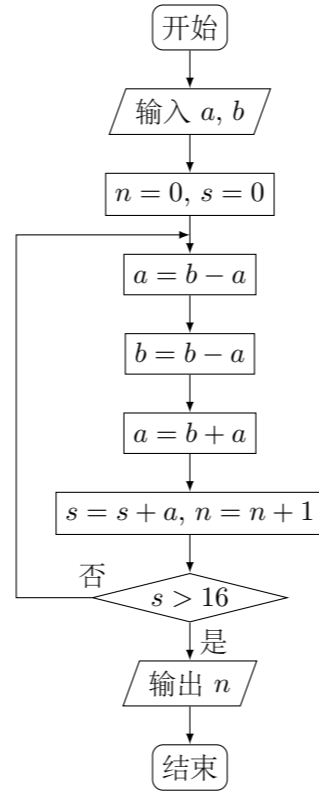 开始
输入 a, b
n = 0, s = 0
a = b − a
b = b − a
a = b + a
s = s + a, n = n + 1
否
s > 16
是
输出 n
结束